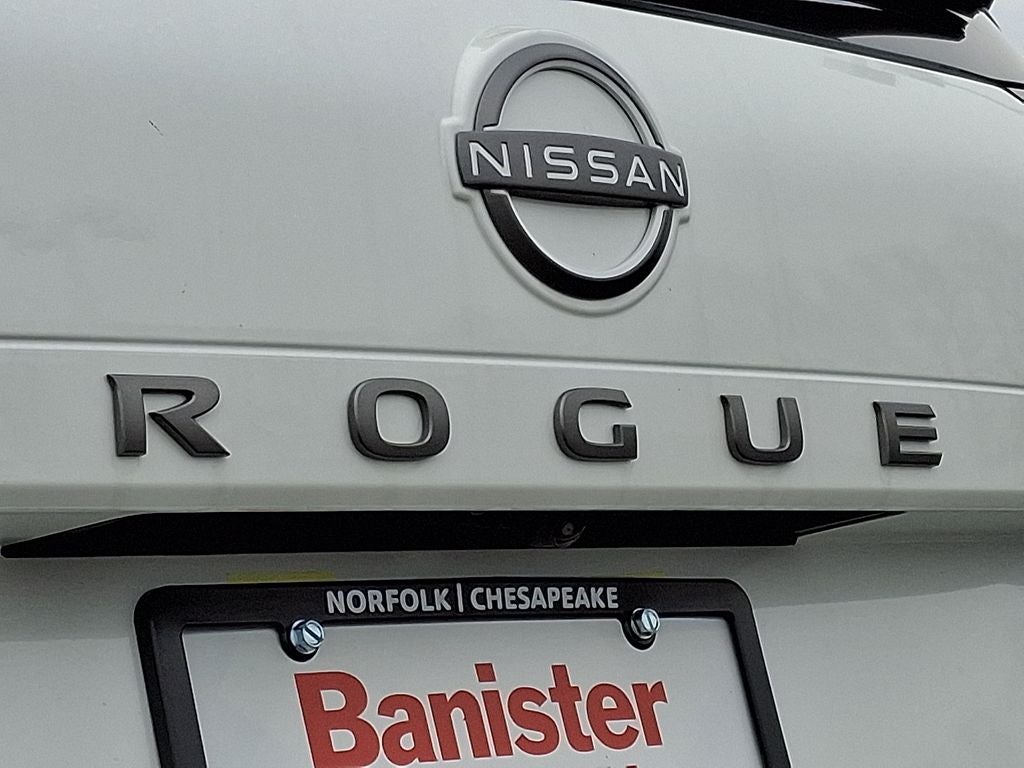 NISSAN
ROGUE
NORFOLK | CHESAPEAKE
Banister